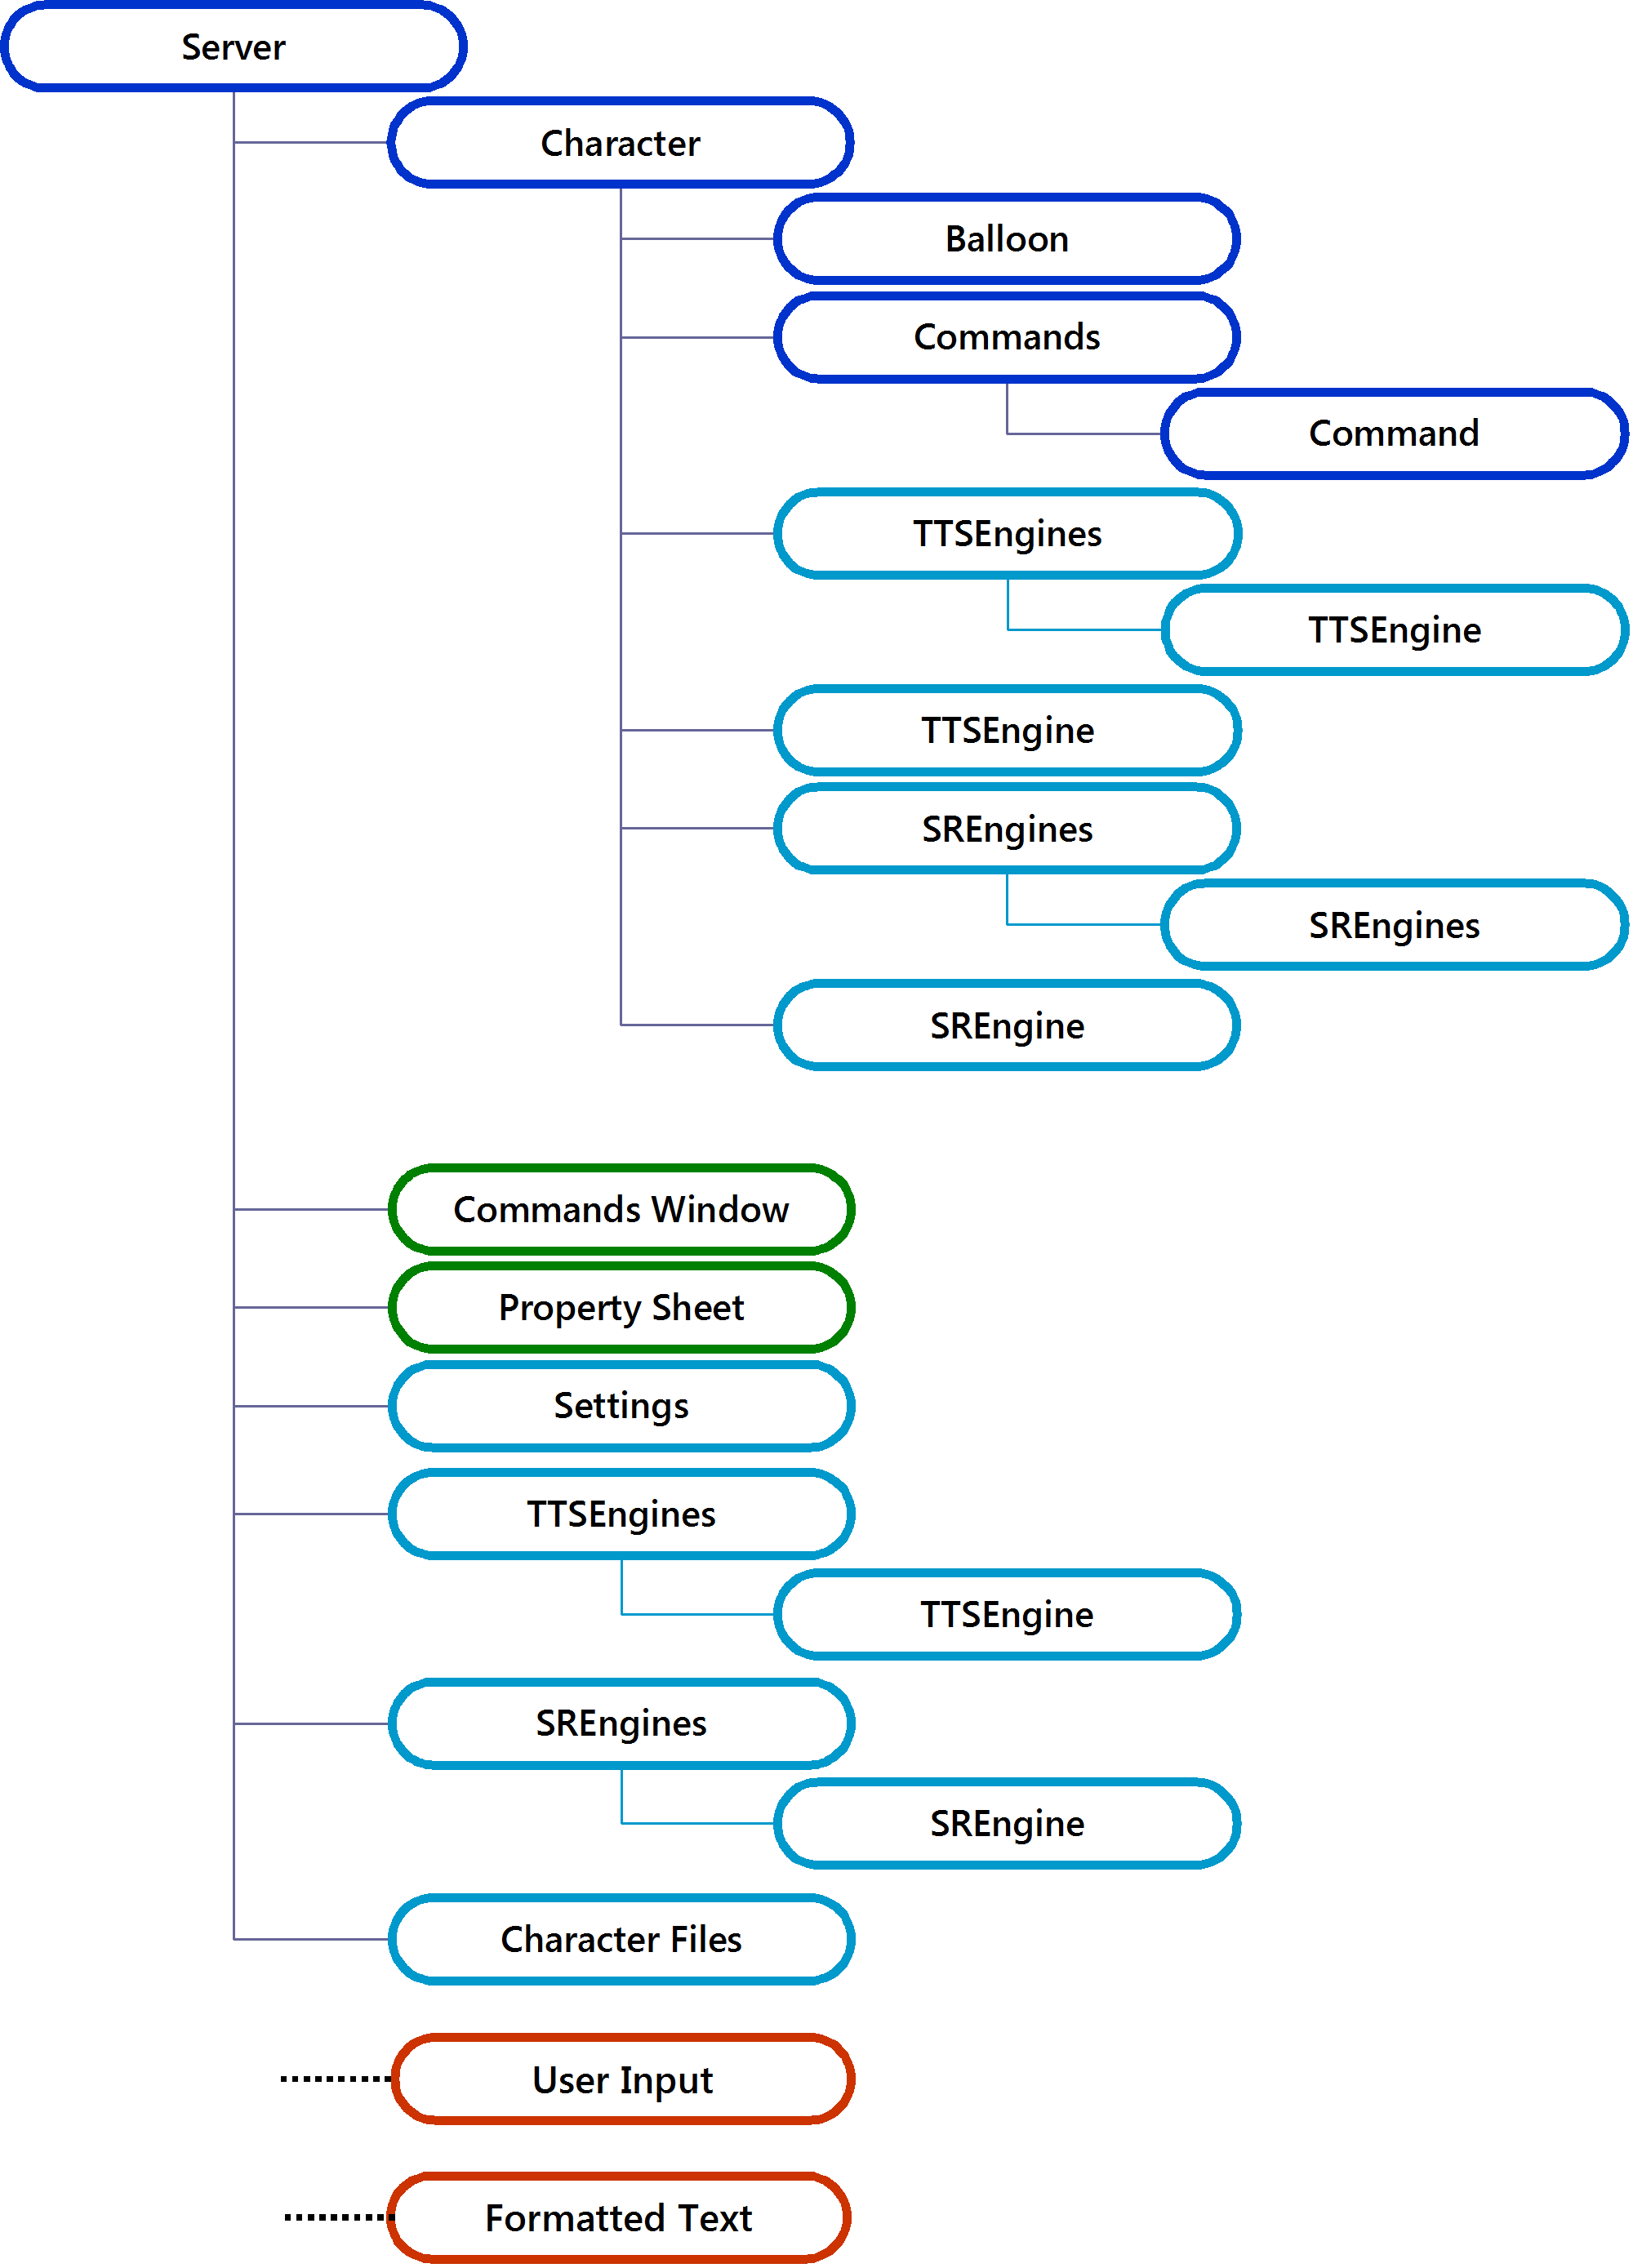 Server
Character
Balloon
Commands
Command
TTSEngines
TTSEngine
TTSEngine
SREngines
SREngines
SREngine
Commands Window
Property Sheet
Settings
TTSEngines
TTSEngine
SREngines
SREngine
Character Files
User Input
Formatted Text